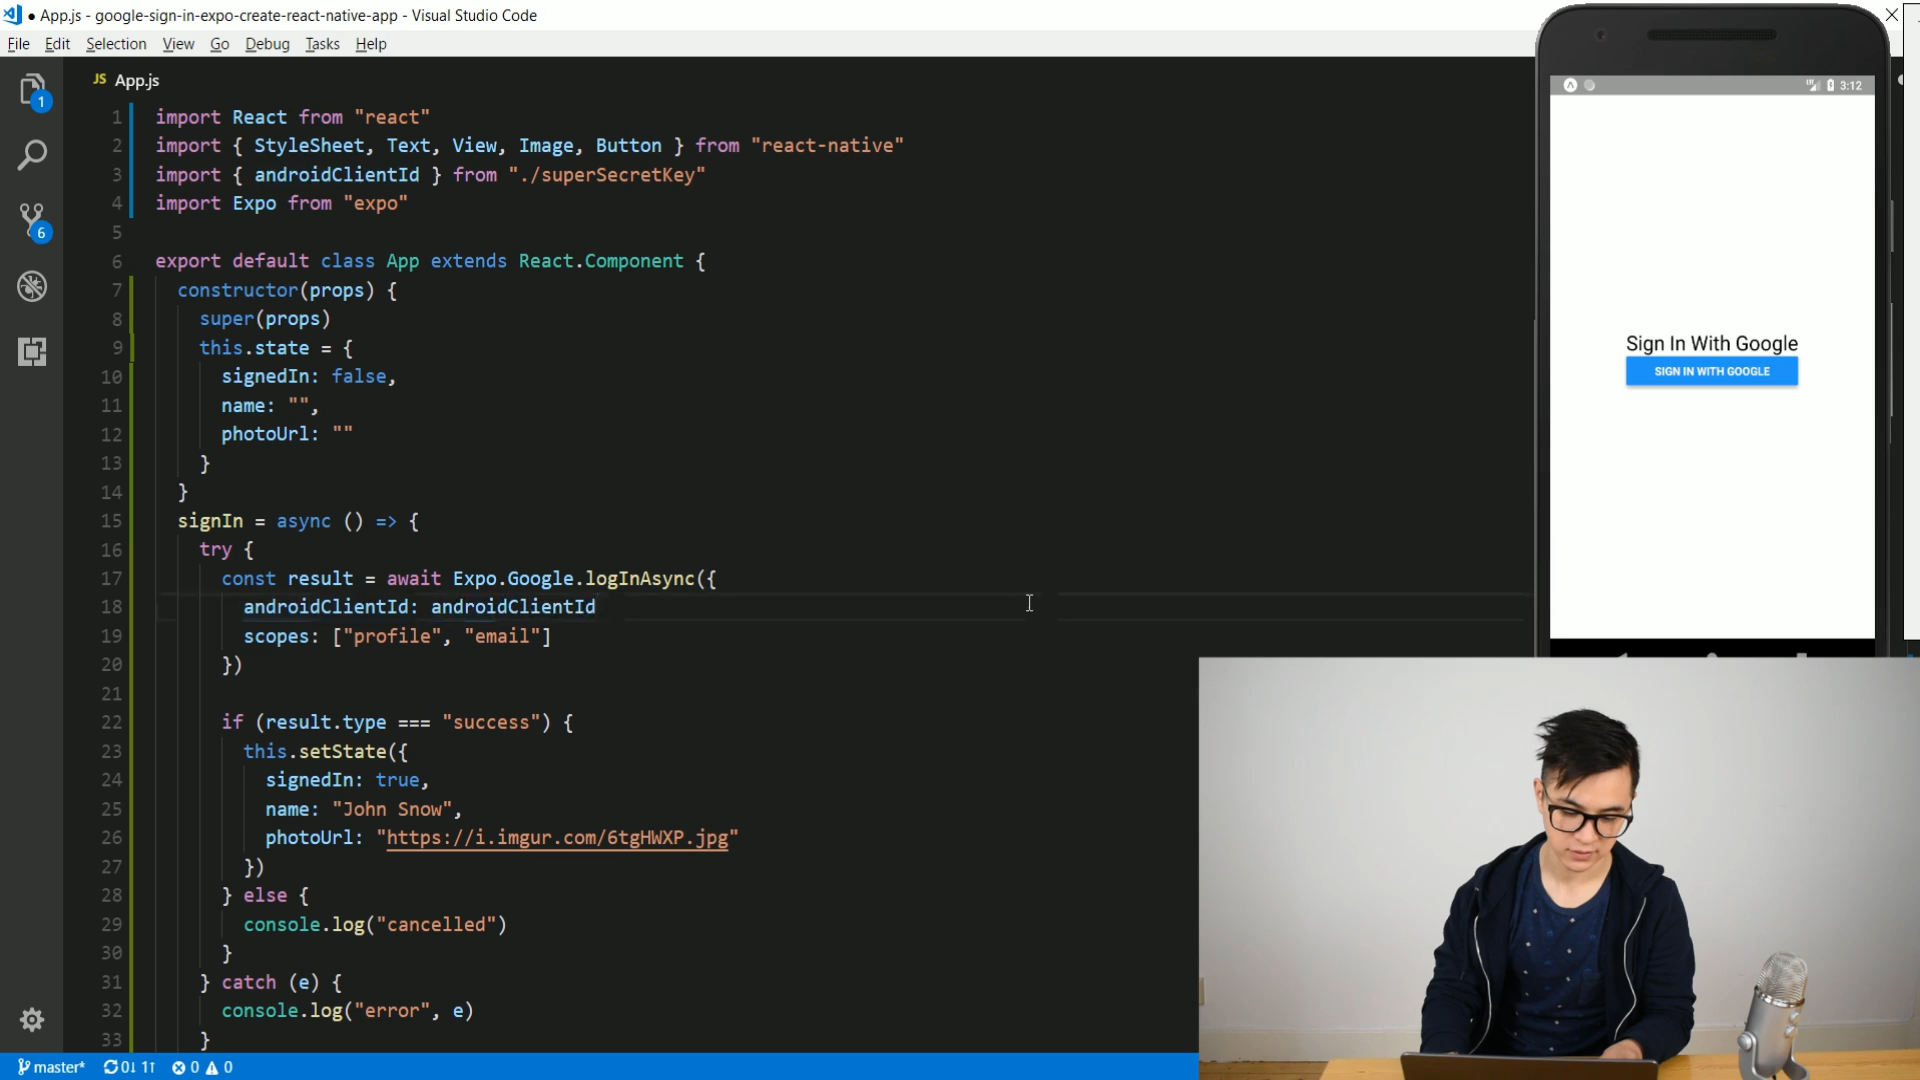 ● App.js - google-sign-in-expo-create-react-native-app - Visual Studio Code
File Edit Selection View Go Debug Tasks Help
JS App.js
1 import React from "react"
2 import { StyleSheet, Text, View, Image, Button } from "react-native"
3 import { androidClientId } from "./superSecretKey"
4 import Expo from "expo"
5
6 export default class App extends React.Component {
7 constructor(props) {
8 super(props)
9 this.state = {
10 signedIn: false,
11 name: "",
12 photoUrl: ""
13 }
14 }
15 signIn = async () => {
16 try {
17 const result = await Expo.Google.logInAsync({
18 androidClientId: androidClientId
19 scopes: ["profile", "email"]
20 })
21
22 if (result.type === "success") {
23 this.setState({
24 signedIn: true,
25 name: "John Snow",
26 photoUrl: "https://i.imgur.com/6tgHWXP.jpg"
27 })
28 } else {
29 console.log("cancelled")
30 }
31 } catch (e) {
32 console.log("error", e)
33 }
1
6
master* 0↓ 1↑ 0 0
LTE 3:12
Sign In With Google
SIGN IN WITH GOOGLE